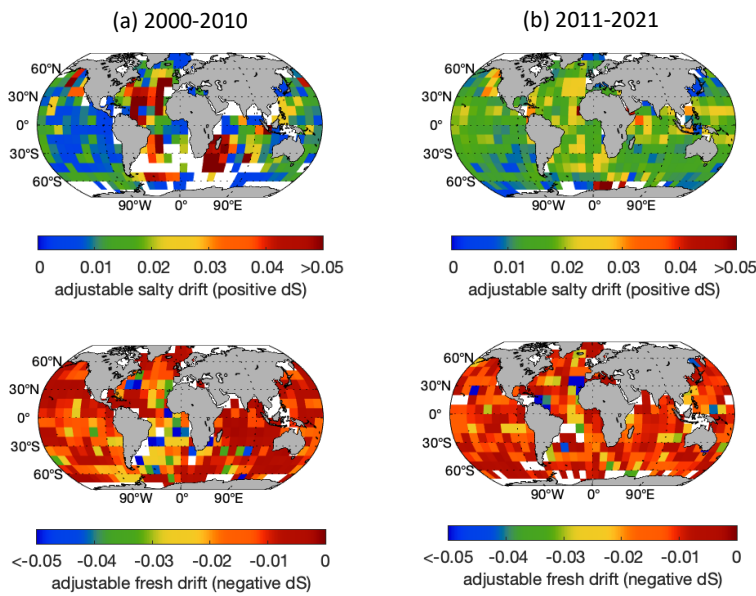 (a) 2000-2010
(b) 2011-2021
60°N
30°N
0°
30°S
60°S
90°W 0° 90°E
60°N
30°N
0°
30°S
60°S
90°W 0° 90°E
0 0.01 0.02 0.03 0.04 >0.05
adjustable salty drift (positive dS)
0 0.01 0.02 0.03 0.04 >0.05
adjustable salty drift (positive dS)
60°N
30°N
0°
30°S
60°S
90°W 0° 90°E
60°N
30°N
0°
30°S
60°S
90°W 0° 90°E
<-0.05 -0.04 -0.03 -0.02 -0.01 0
adjustable fresh drift (negative dS)
<-0.05 -0.04 -0.03 -0.02 -0.01 0
adjustable fresh drift (negative dS)